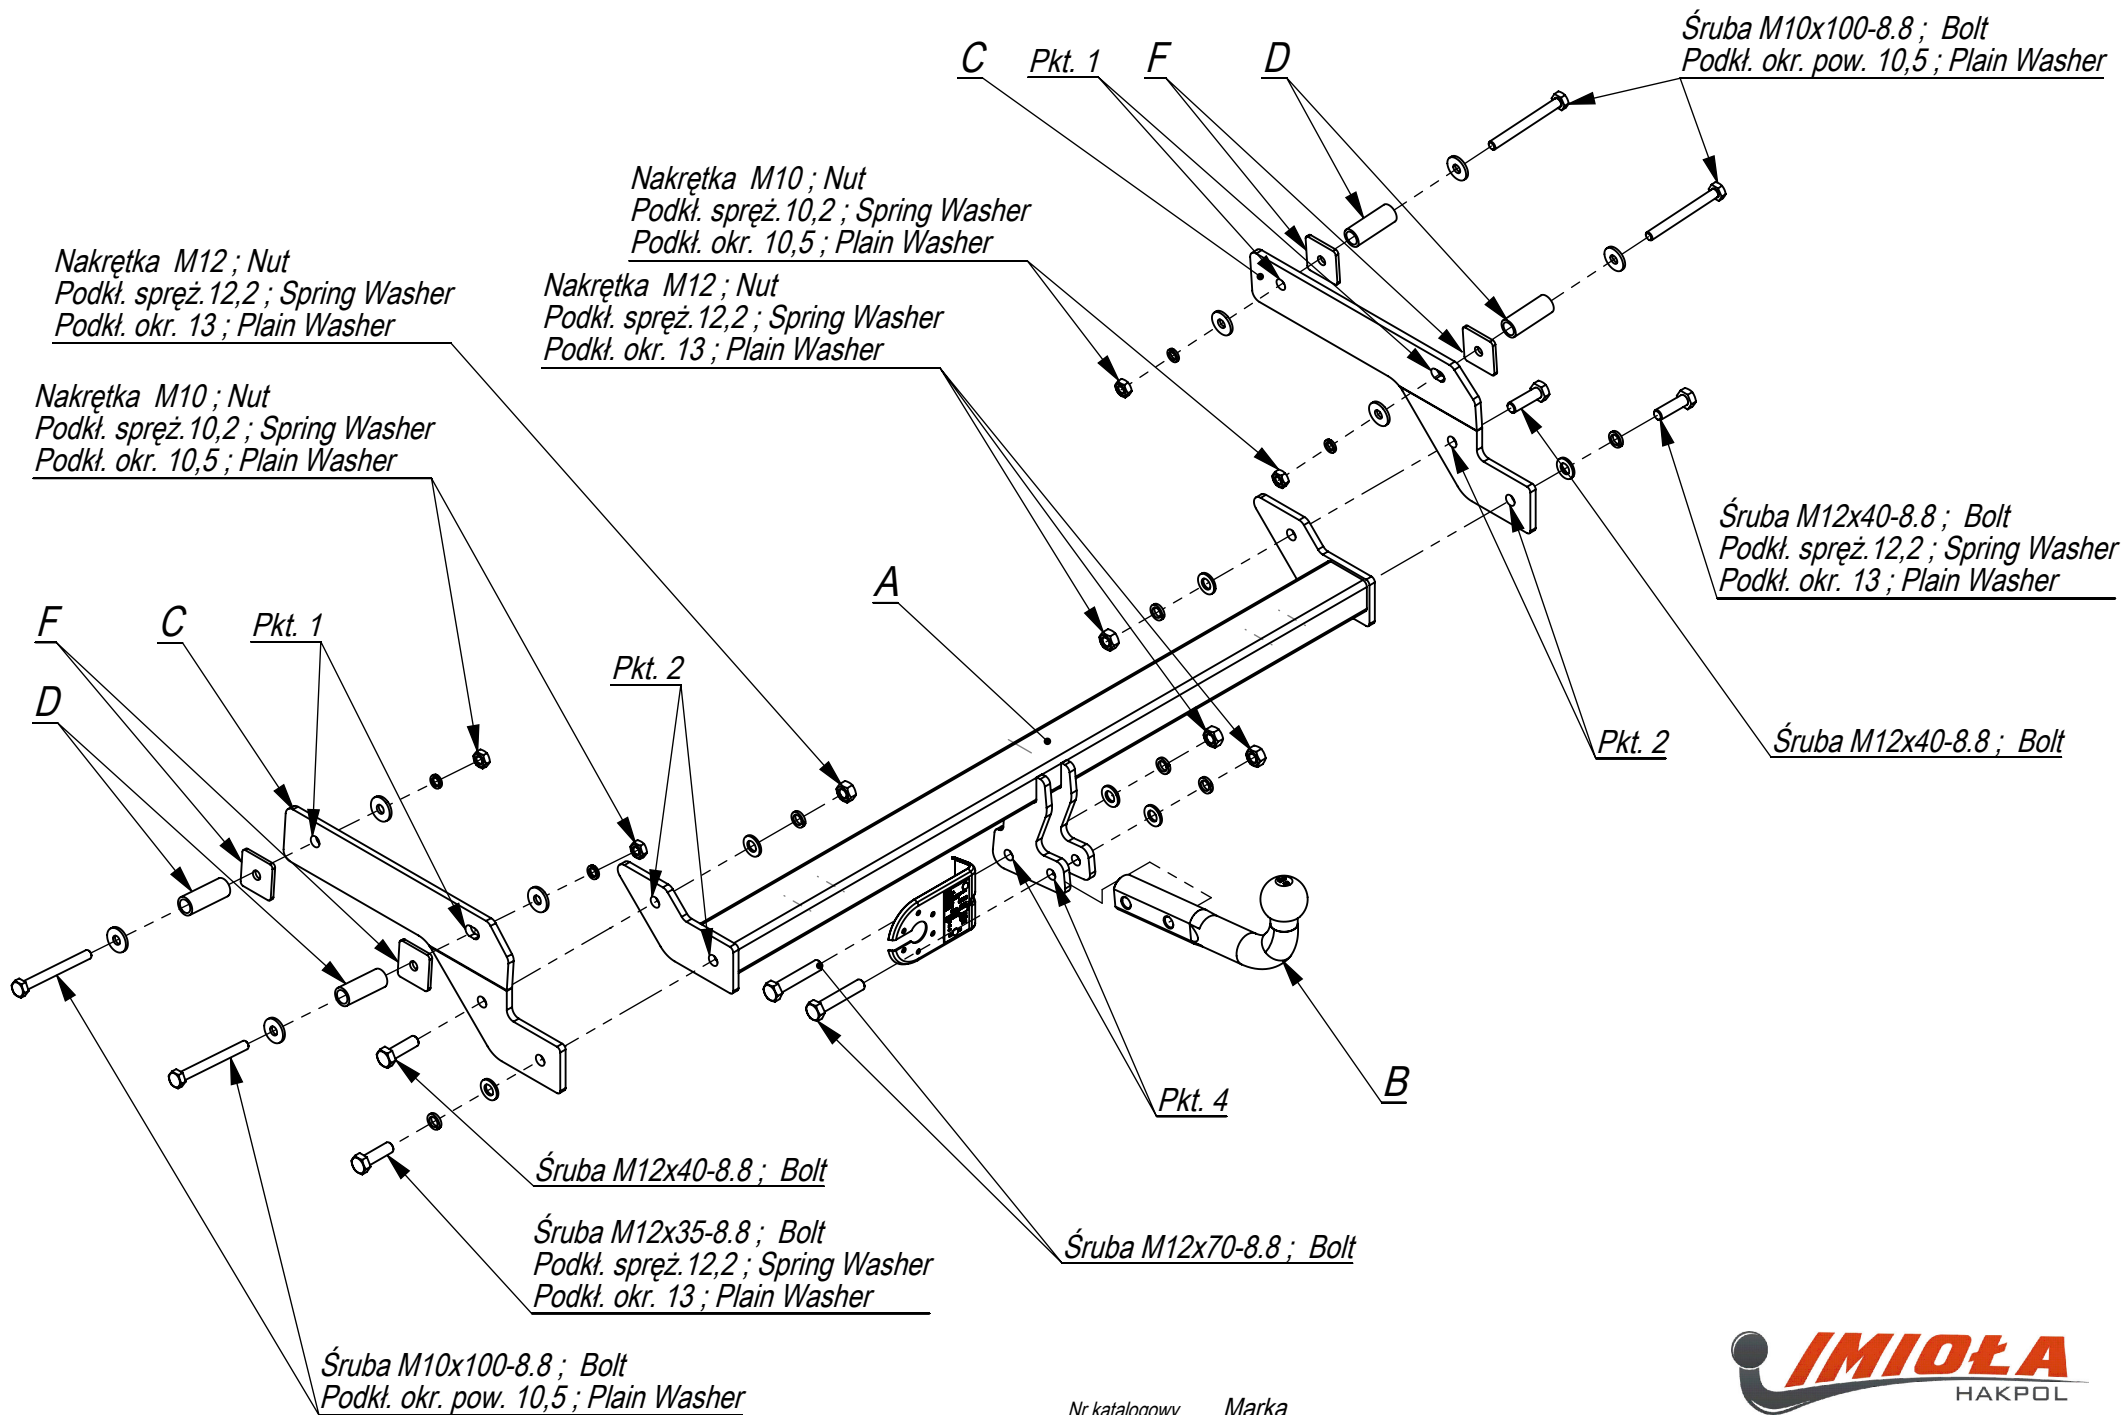 Śruba M10x100-8.8 ; Bolt
Podkł. okr. pow. 10,5 ; Plain Washer
C
Pkt. 1
F
D
Nakrętka M10 ; Nut
Podkł. spręż.10,2 ; Spring Washer
Podkł. okr. 10,5 ; Plain Washer
Nakrętka M12 ; Nut
Podkł. spręż.12,2 ; Spring Washer
Podkł. okr. 13 ; Plain Washer
Nakrętka M12 ; Nut
Podkł. spręż.12,2 ; Spring Washer
Podkł. okr. 13 ; Plain Washer
Nakrętka M10 ; Nut
Podkł. spręż.10,2 ; Spring Washer
Podkł. okr. 10,5 ; Plain Washer
Śruba M12x40-8.8 ; Bolt
Podkł. spręż.12,2 ; Spring Washer
Podkł. okr. 13 ; Plain Washer
A
F
C
Pkt. 1
Pkt. 2
D
Pkt. 2
Śruba M12x40-8.8 ; Bolt
B
Pkt. 4
Śruba M12x40-8.8 ; Bolt
Śruba M12x35-8.8 ; Bolt
Podkł. spręż.12,2 ; Spring Washer
Podkł. okr. 13 ; Plain Washer
Śruba M12x70-8.8 ; Bolt
Śruba M10x100-8.8 ; Bolt
Podkł. okr. pow. 10,5 ; Plain Washer
Nr katalogowy Marka
IMIOŁA
HAKPOL